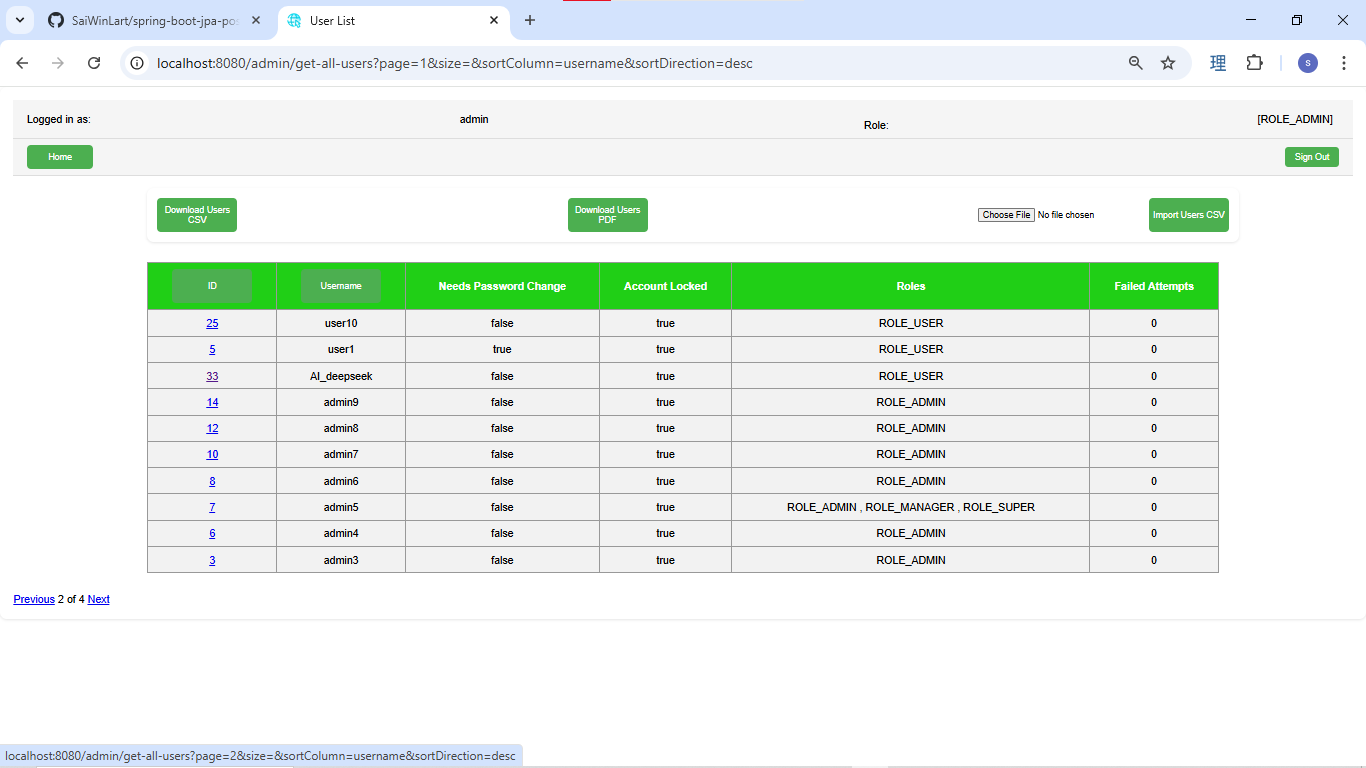 SaiWinLart/spring-boot-jpa-pos
User List
localhost:8080/admin/get-all-users?page=1&size=&sortColumn=username&sortDirection=desc
理
S
Logged in as: admin Role: [ROLE_ADMIN]
Home Sign Out
Download Users CSV Download Users PDF Choose File No file chosen Import Users CSV
ID Username Needs Password Change Account Locked Roles Failed Attempts
25 user10 false true ROLE_USER 0
5 user1 true true ROLE_USER 0
33 AI_deepseek false true ROLE_USER 0
14 admin9 false true ROLE_ADMIN 0
12 admin8 false true ROLE_ADMIN 0
10 admin7 false true ROLE_ADMIN 0
8 admin6 false true ROLE_ADMIN 0
7 admin5 false true ROLE_ADMIN , ROLE_MANAGER , ROLE_SUPER 0
6 admin4 false true ROLE_ADMIN 0
3 admin3 false true ROLE_ADMIN 0
Previous 2 of 4 Next
localhost:8080/admin/get-all-users?page=2&size=&sortColumn=username&sortDirection=desc